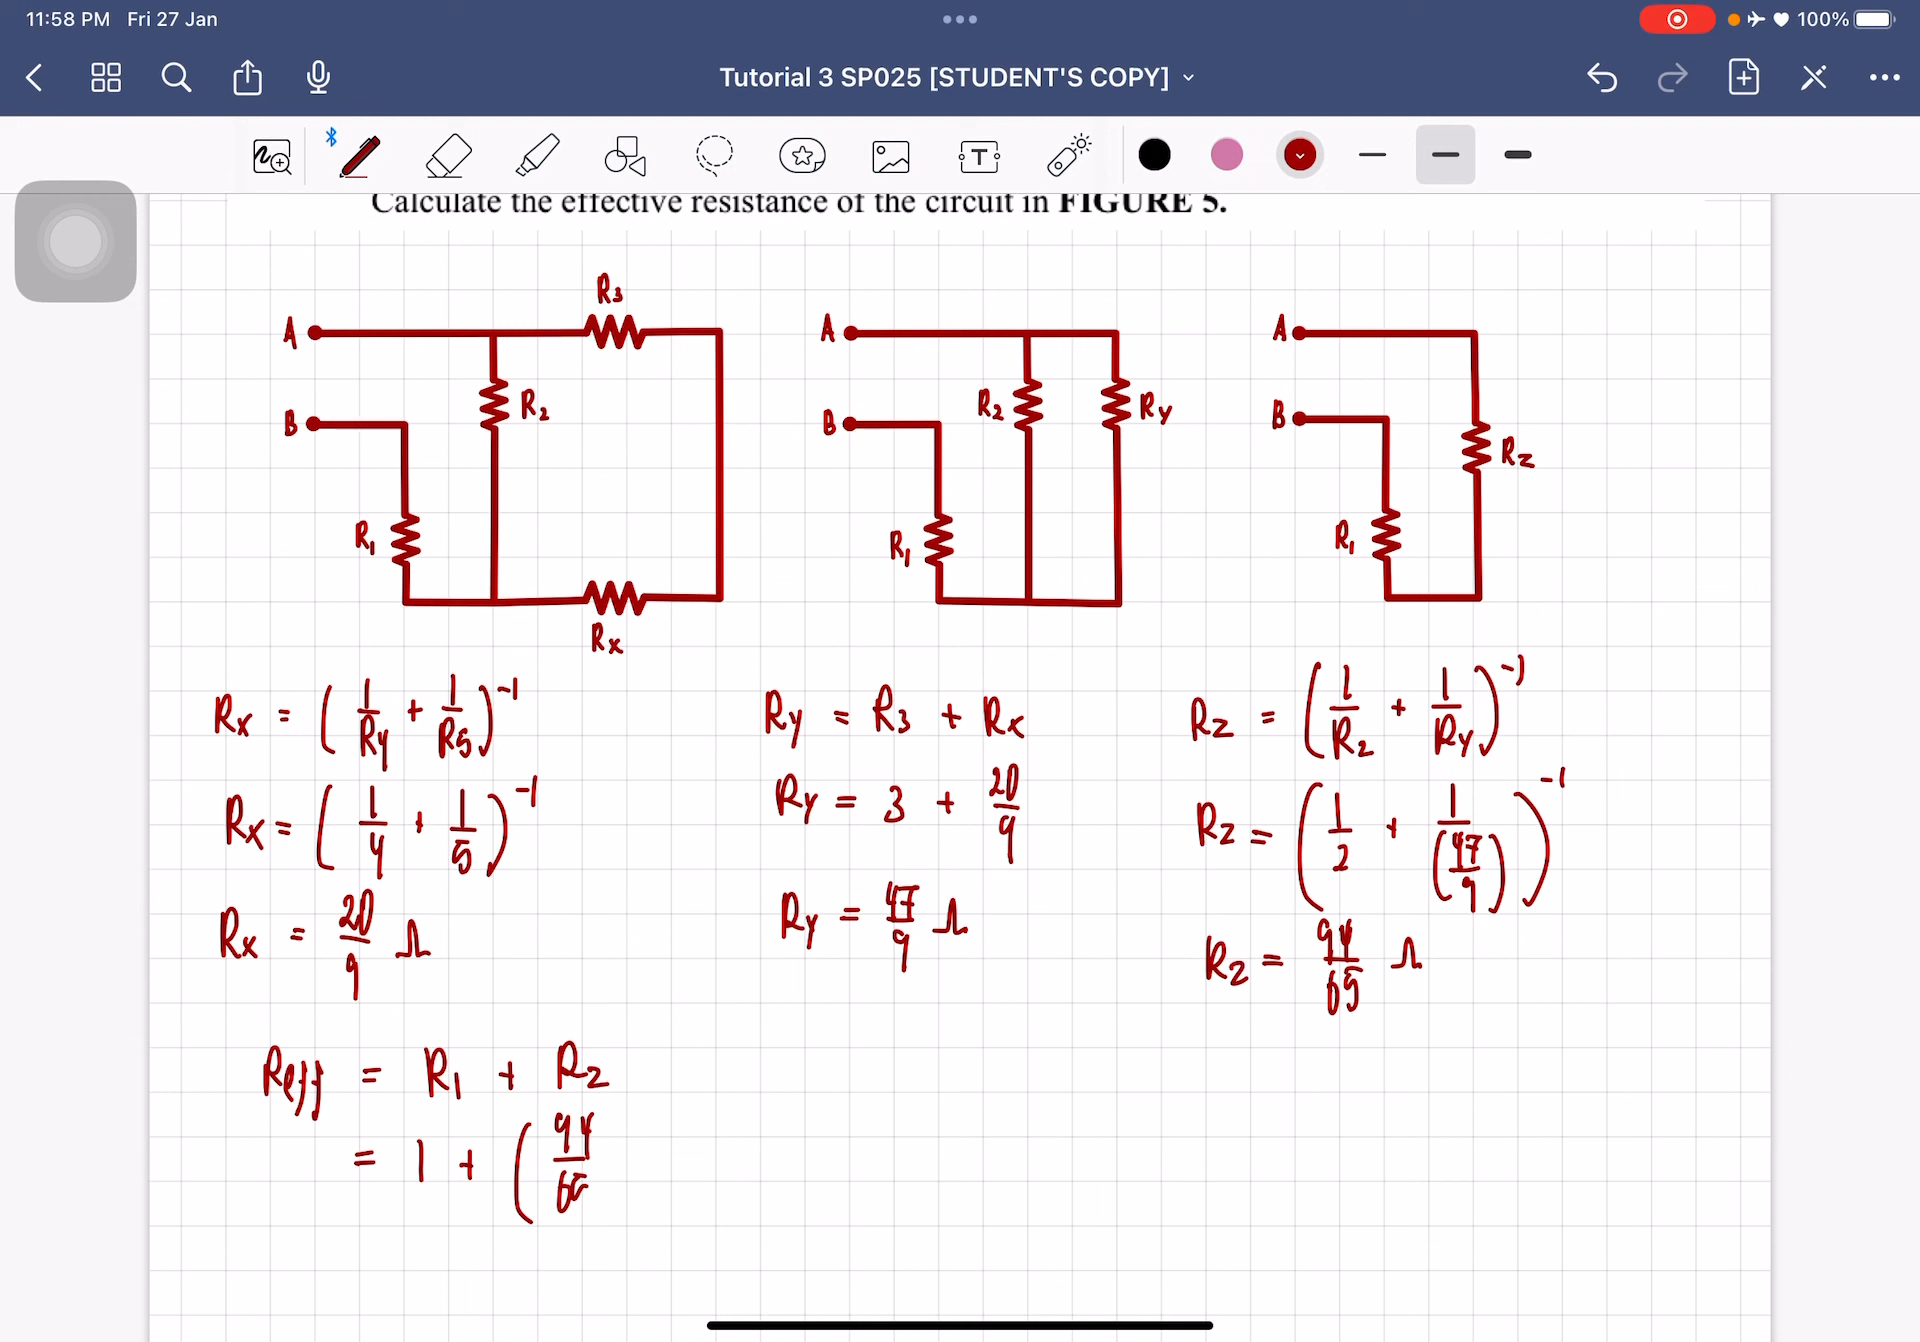 11:58 PM Fri 27 Jan
100%
Tutorial 3 SP025 [STUDENT'S COPY]
T
Calculate the effective resistance of the circuit in FIGURE 5.
A R3
B R2
R1
Rx
A
B R2 Ry
R1
A
B Rz
R1
Rx = (1/R4 + 1/R5)^-1
Rx = (1/4 + 1/5)^-1
Rx = 20/9 Ω
Ry = R3 + Rx
Ry = 3 + 20/9
Ry = 47/9 Ω
Rz = (1/R2 + 1/Ry)^-1
Rz = (1/2 + 1/(47/9))^-1
Rz = 94/65 Ω
Reff = R1 + Rz
= 1 + (94/65